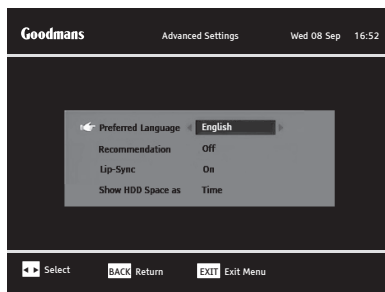 Goodmans Advanced Settings Wed 08 Sep 16:52
Preferred Language English
Recommendation Off
Lip-Sync On
Show HDD Space as Time
Select BACK Return EXIT Exit Menu